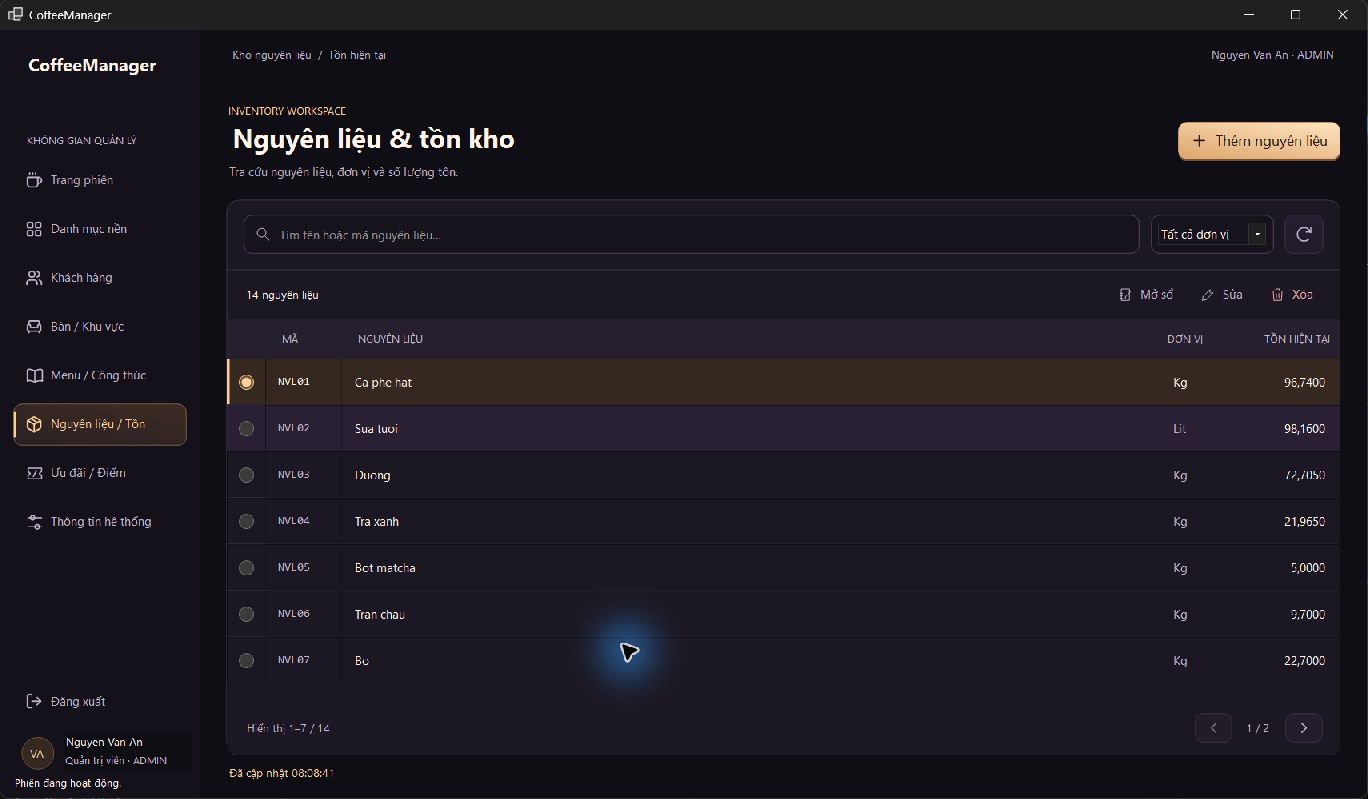 CoffeeManager
CoffeeManager
Kho nguyên liệu / Tồn hiện tại
Nguyen Van An · ADMIN
KHÔNG GIAN QUẢN LÝ
Trang phiên
Danh mục nền
Khách hàng
Bàn / Khu vực
Menu / Công thức
Nguyên liệu / Tồn
Ưu đãi / Điểm
Thông tin hệ thống
Đăng xuất
VA
Nguyen Van An
Quản trị viên · ADMIN
Phiên đang hoạt động.
INVENTORY WORKSPACE
Nguyên liệu & tồn kho
Tra cứu nguyên liệu, đơn vị và số lượng tồn.
+ Thêm nguyên liệu
Tìm tên hoặc mã nguyên liệu...
Tất cả đơn vị
14 nguyên liệu
Mở sổ
Sửa
Xóa
MÃ NGUYÊN LIỆU ĐƠN VỊ TỒN HIỆN TẠI
NVL01 Ca phe hat Kg 96,7400
NVL02 Sua tuoi Lit 98,1600
NVL03 Duong Kg 72,7050
NVL04 Tra xanh Kg 21,9650
NVL05 Bot matcha Kg 5,0000
NVL06 Tran chau Kg 9,7000
NVL07 Bo Kg 22,7000
Hiển thị 1–7 / 14
1 / 2
Đã cập nhật 08:08:41